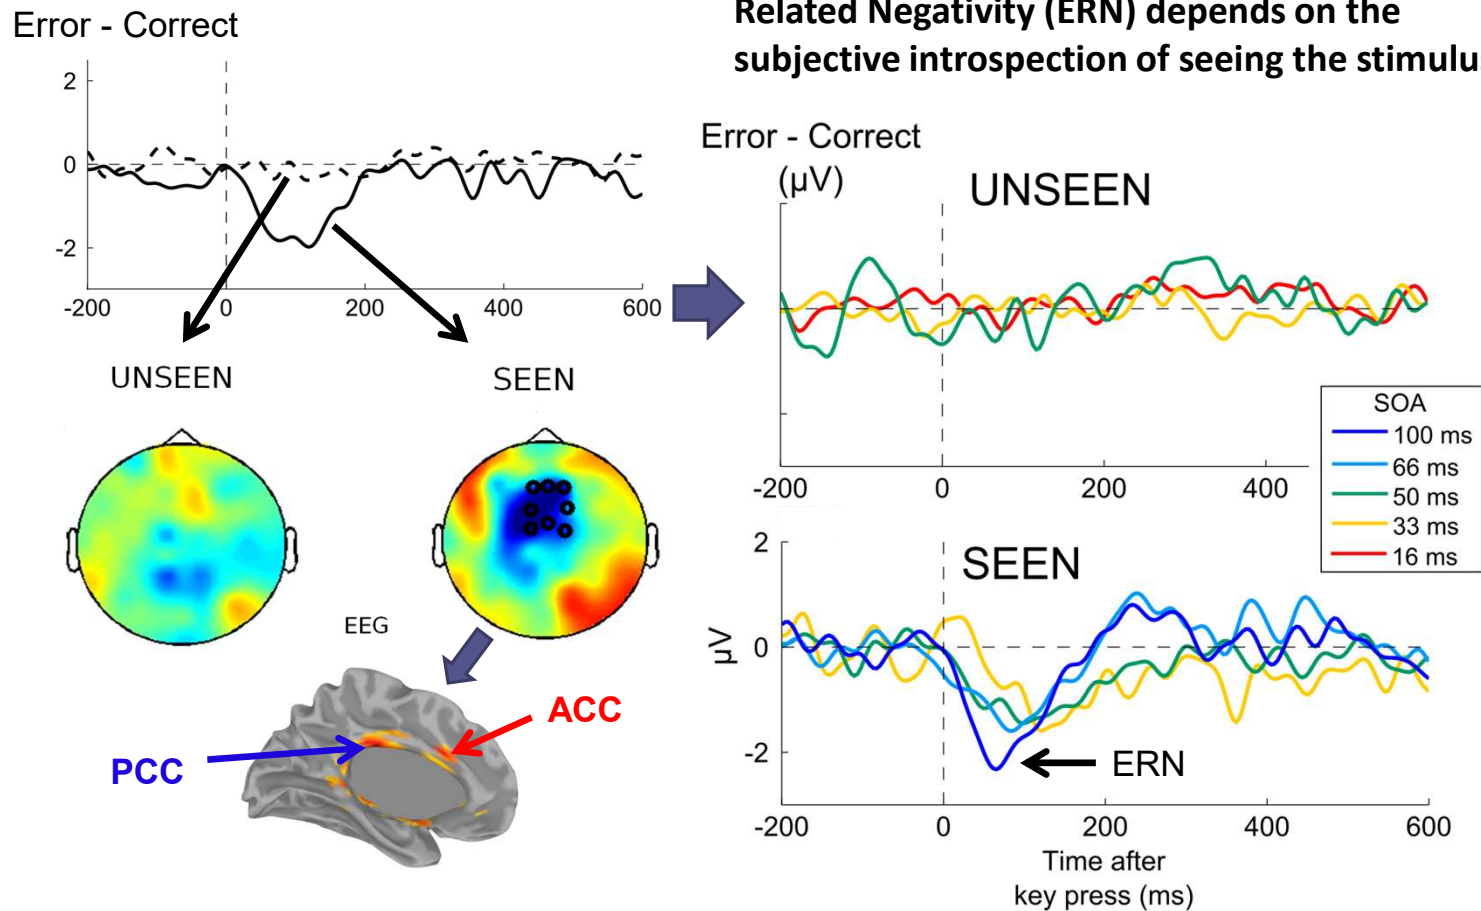 Related Negativity (ERN) depends on the
subjective introspection of seeing the stimulu
Error - Correct
2
0
-2
-200 0 200 400 600
UNSEEN
SEEN
EEG
PCC
ACC
Error - Correct
(µV)
UNSEEN
-200 0 200 400
SOA
100 ms
66 ms
50 ms
33 ms
16 ms
SEEN
µV
2
0
-2
ERN
-200 0 200 400 600
Time after
key press (ms)